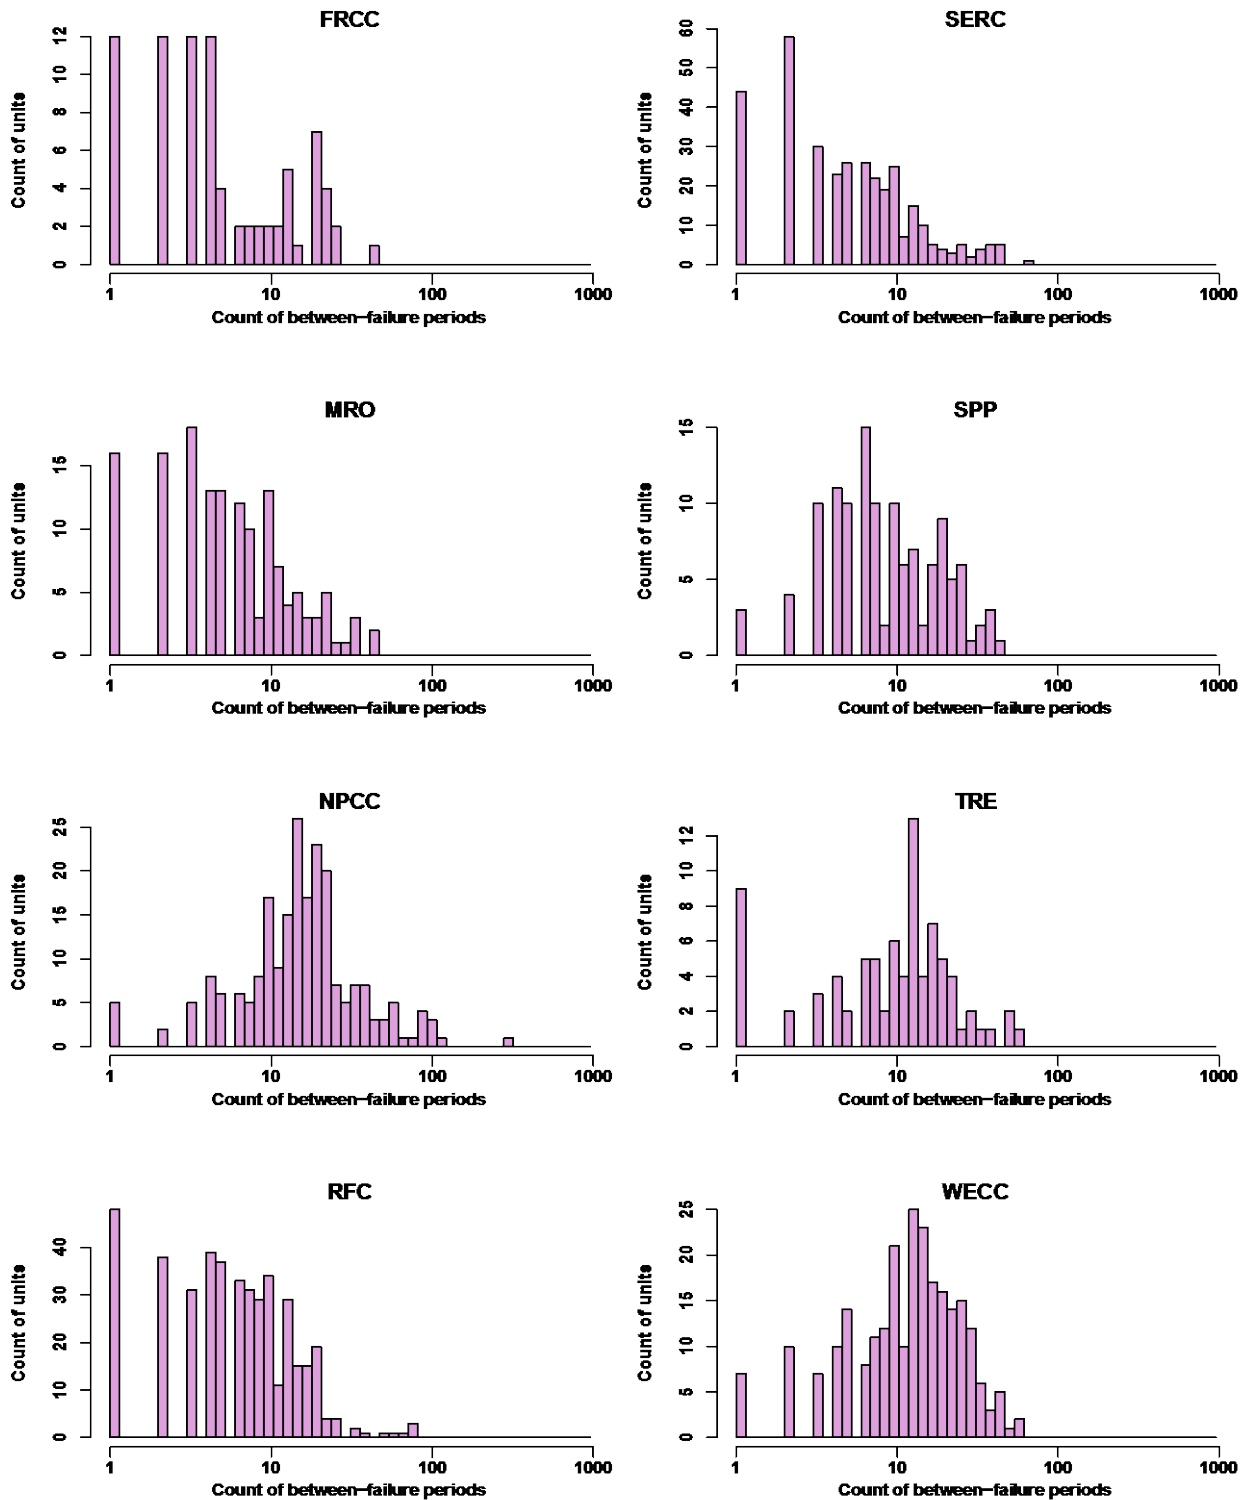 FRCC
Count of units
0 2 4 6 8 10 12
1 10 100 1000
Count of between-failure periods
SERC
Count of units
0 10 20 30 40 50 60
1 10 100 1000
Count of between-failure periods
MRO
Count of units
0 5 10 15
1 10 100 1000
Count of between-failure periods
SPP
Count of units
0 5 10 15
1 10 100 1000
Count of between-failure periods
NPCC
Count of units
0 5 10 15 20 25
1 10 100 1000
Count of between-failure periods
TRE
Count of units
0 2 4 6 8 10 12
1 10 100 1000
Count of between-failure periods
RFC
Count of units
0 10 20 30 40
1 10 100 1000
Count of between-failure periods
WECC
Count of units
0 5 10 15 20 25
1 10 100 1000
Count of between-failure periods